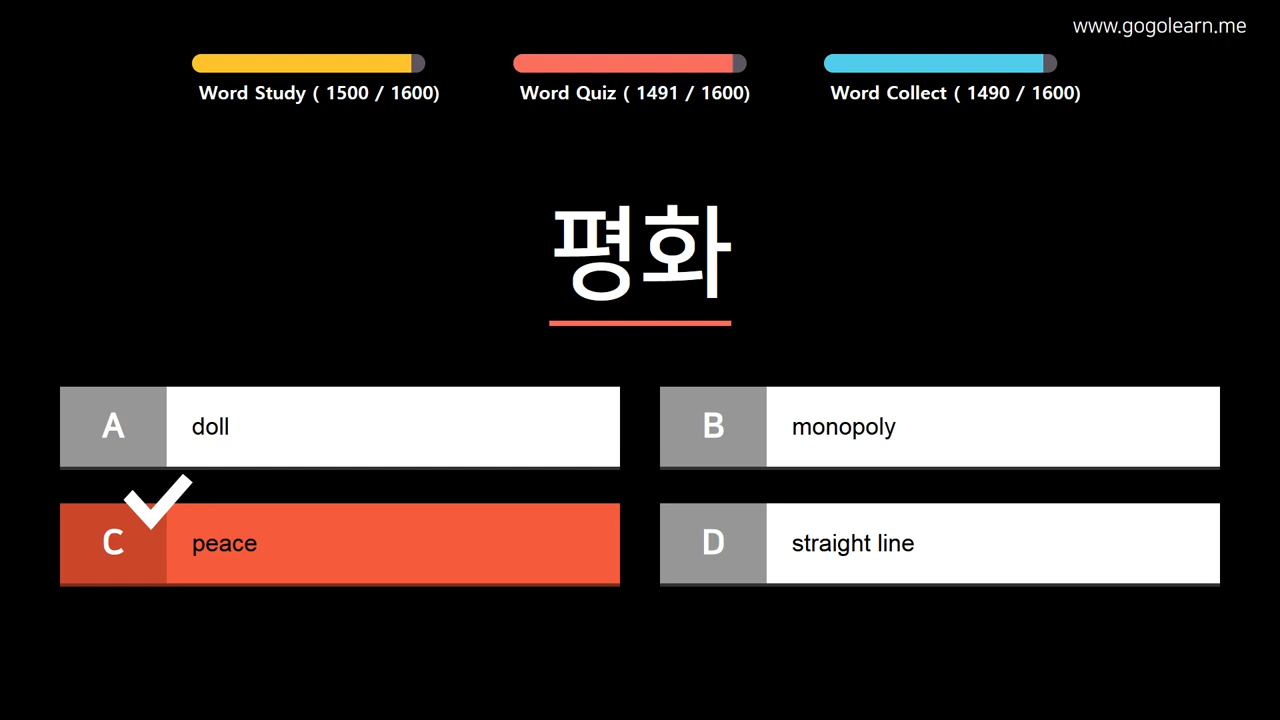 www.gogolearn.me
Word Study ( 1500 / 1600)
Word Quiz ( 1491 / 1600)
Word Collect ( 1490 / 1600)
평화
A doll
B monopoly
C peace
D straight line